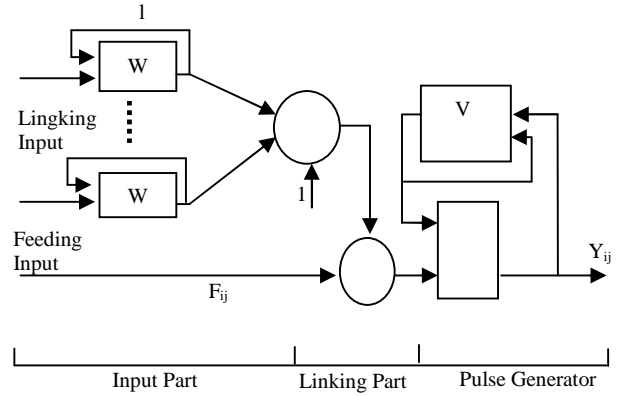 1
W
Lingking
Input
W
1
Feeding
Input
F_ij
V
Y_ij
Input Part
Linking Part
Pulse Generator